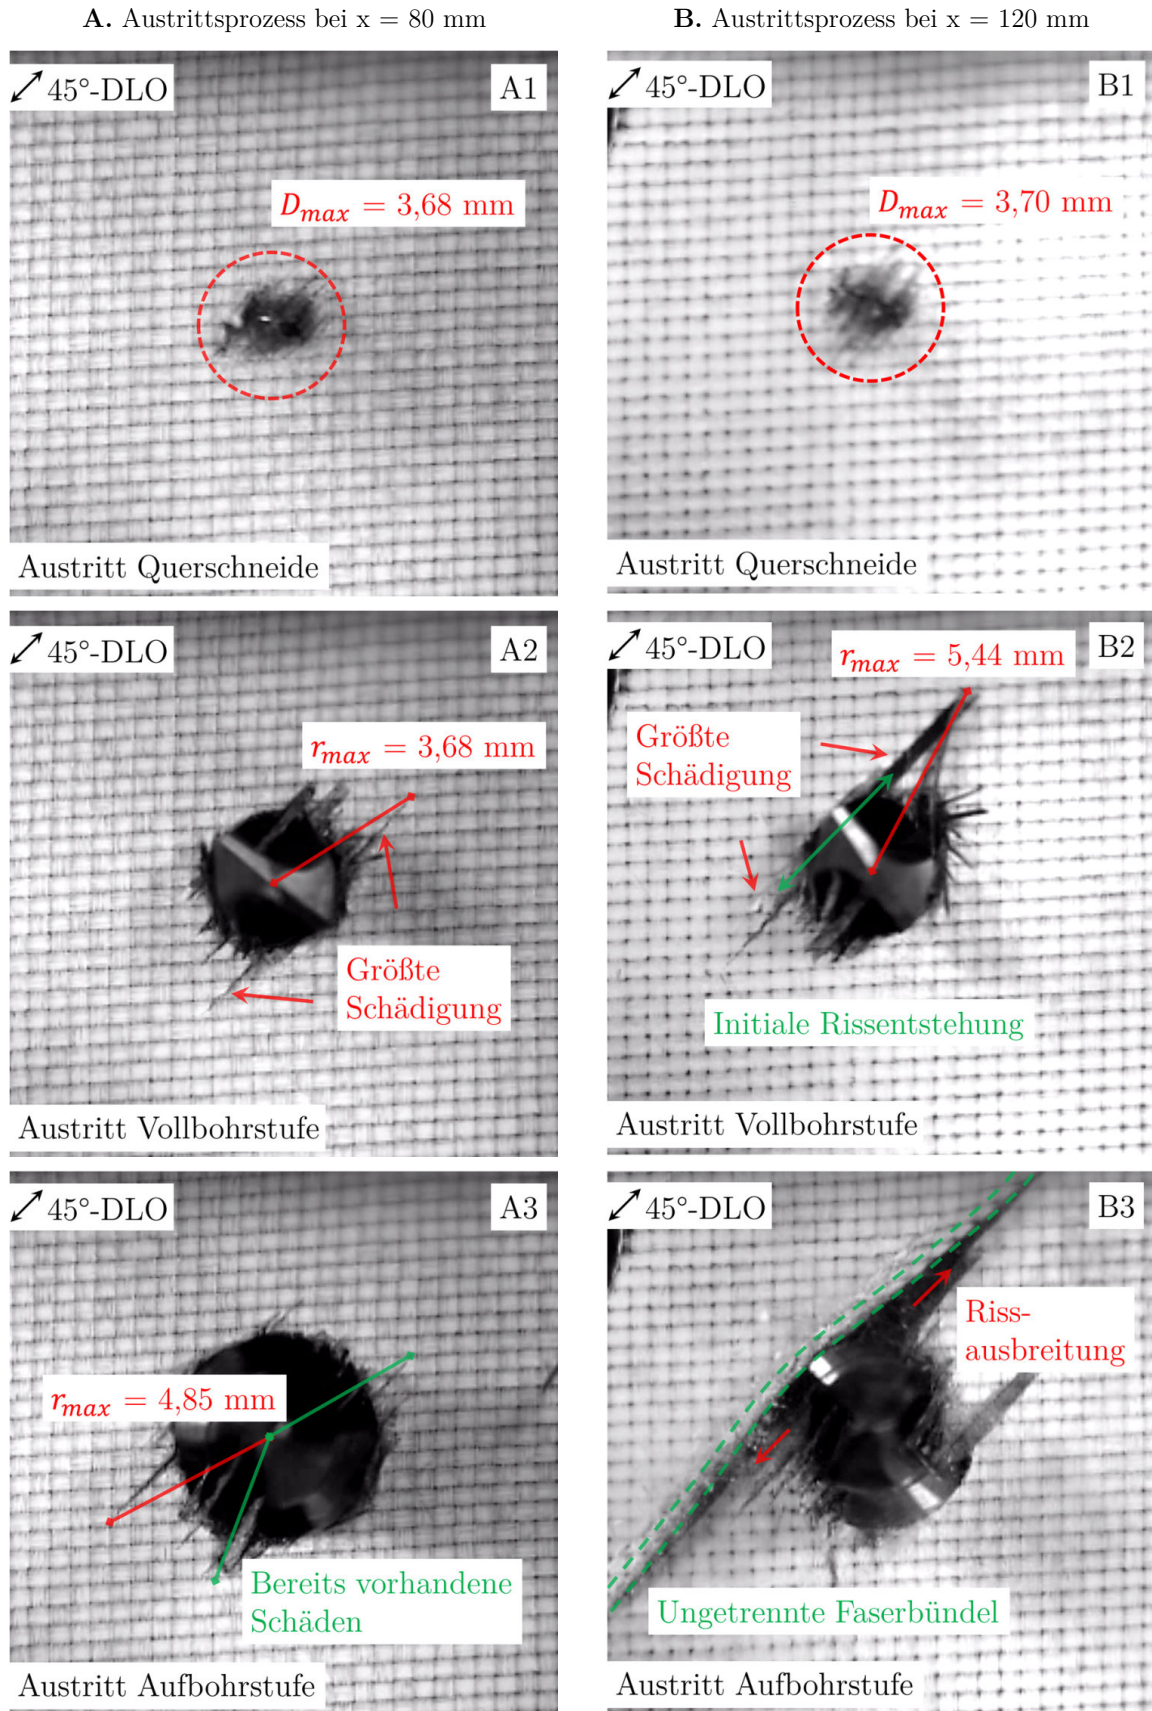 A. Austrittsprozess bei x = 80 mm
B. Austrittsprozess bei x = 120 mm
45°-DLO
A1
D_max = 3,68 mm
Austritt Querschneide
45°-DLO
B1
D_max = 3,70 mm
Austritt Querschneide
45°-DLO
A2
r_max = 3,68 mm
Größte
Schädigung
Austritt Vollbohrstufe
45°-DLO
B2
r_max = 5,44 mm
Größte
Schädigung
Initiale Rissentstehung
Austritt Vollbohrstufe
45°-DLO
A3
r_max = 4,85 mm
Bereits vorhandene
Schäden
Austritt Aufbohrstufe
45°-DLO
B3
Riss-
ausbreitung
Ungetrennte Faserbündel
Austritt Aufbohrstufe